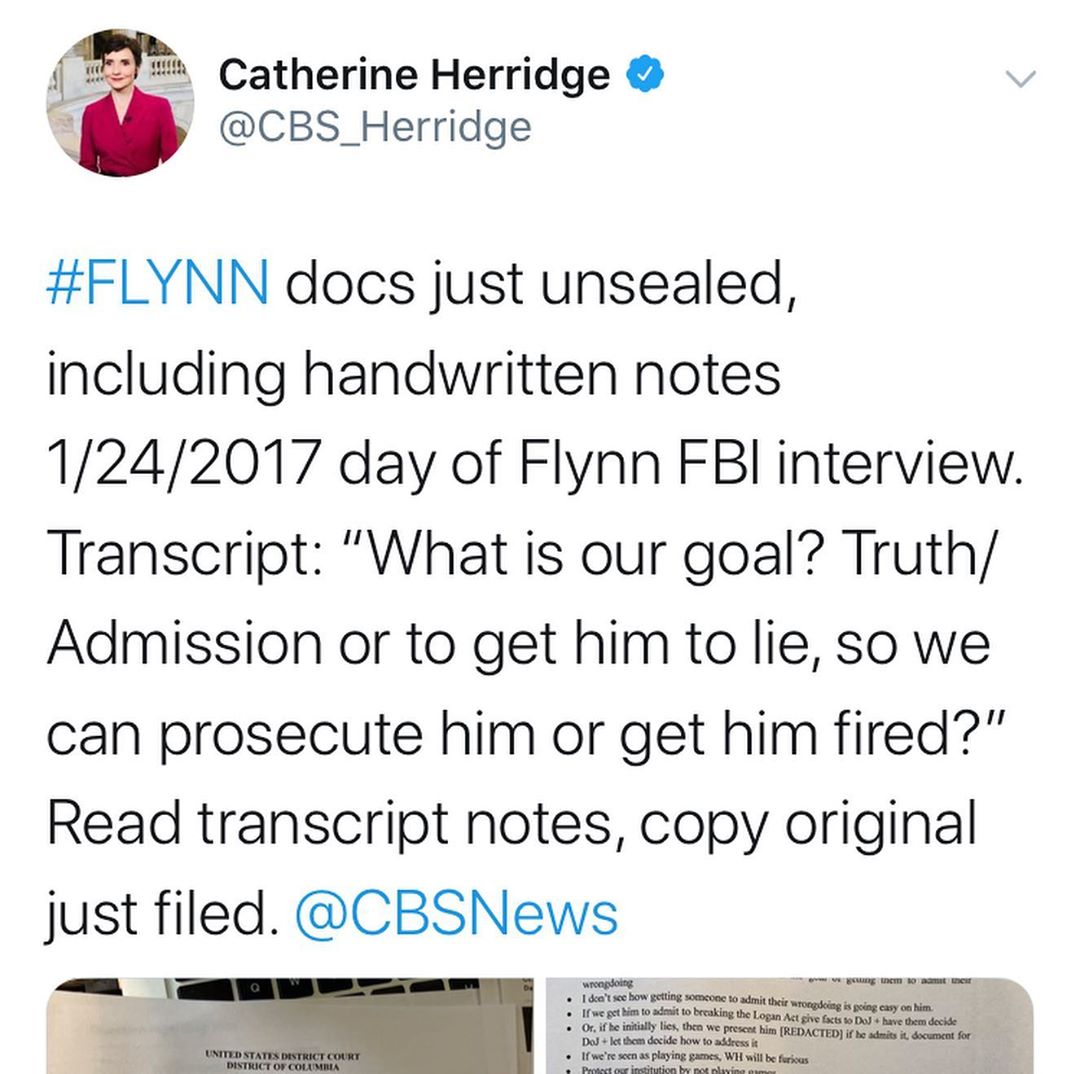 Catherine Herridge
@CBS_Herridge
#FLYNN docs just unsealed,
including handwritten notes
1/24/2017 day of Flynn FBI interview.
Transcript: “What is our goal? Truth/
Admission or to get him to lie, so we
can prosecute him or get him fired?”
Read transcript notes, copy original
just filed. @CBSNews
Q W
UNITED STATES DISTRICT COURT
DISTRICT OF COLUMBIA
getting them to admit their
wrongdoing
• I don't see how getting someone to admit their wrongdoing is going easy on him.
• If we get him to admit to breaking the Logan Act give facts to DoJ + have them decide
• Or, if he initially lies, then we present him [REDACTED] if he admits it, document for
DoJ + let them decide how to address it
• If we're seen as playing games, WH will be furious
• Protect our institution by not playing games